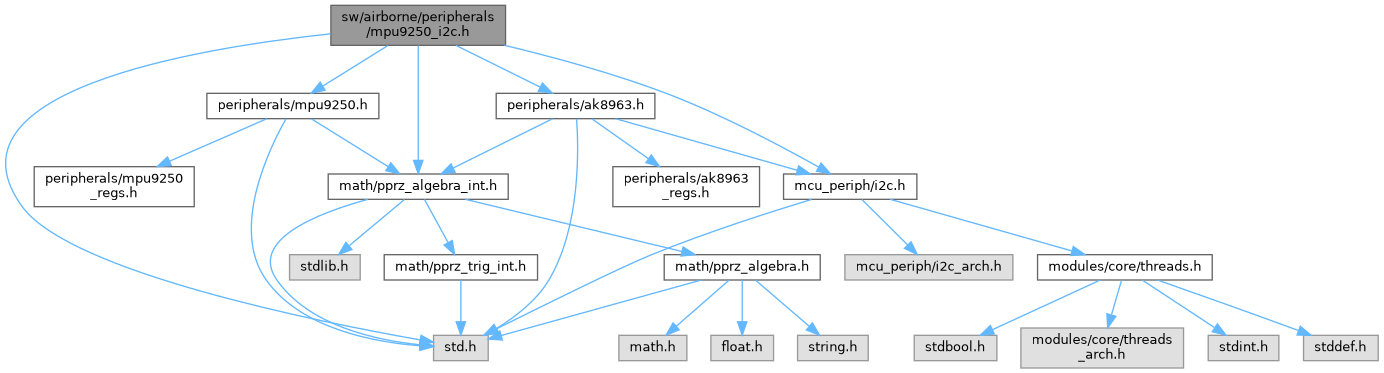 sw/airborne/peripherals
/mpu9250_i2c.h
peripherals/mpu9250.h
peripherals/ak8963.h
peripherals/mpu9250
_regs.h
math/pprz_algebra_int.h
peripherals/ak8963
_regs.h
mcu_periph/i2c.h
stdlib.h
math/pprz_trig_int.h
math/pprz_algebra.h
mcu_periph/i2c_arch.h
modules/core/threads.h
std.h
math.h
float.h
string.h
stdbool.h
modules/core/threads
_arch.h
stdint.h
stddef.h